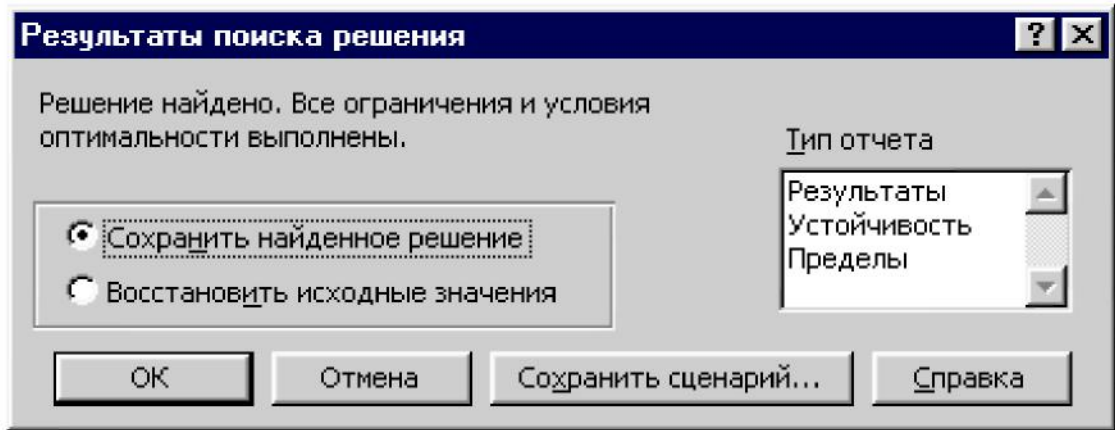 Результаты поиска решения
Решение найдено. Все ограничения и условия
оптимальности выполнены.
Тип отчета
Результаты
Устойчивость
Пределы
Сохранить найденное решение
Восстановить исходные значения
ОК
Отмена
Сохранить сценарий...
Справка